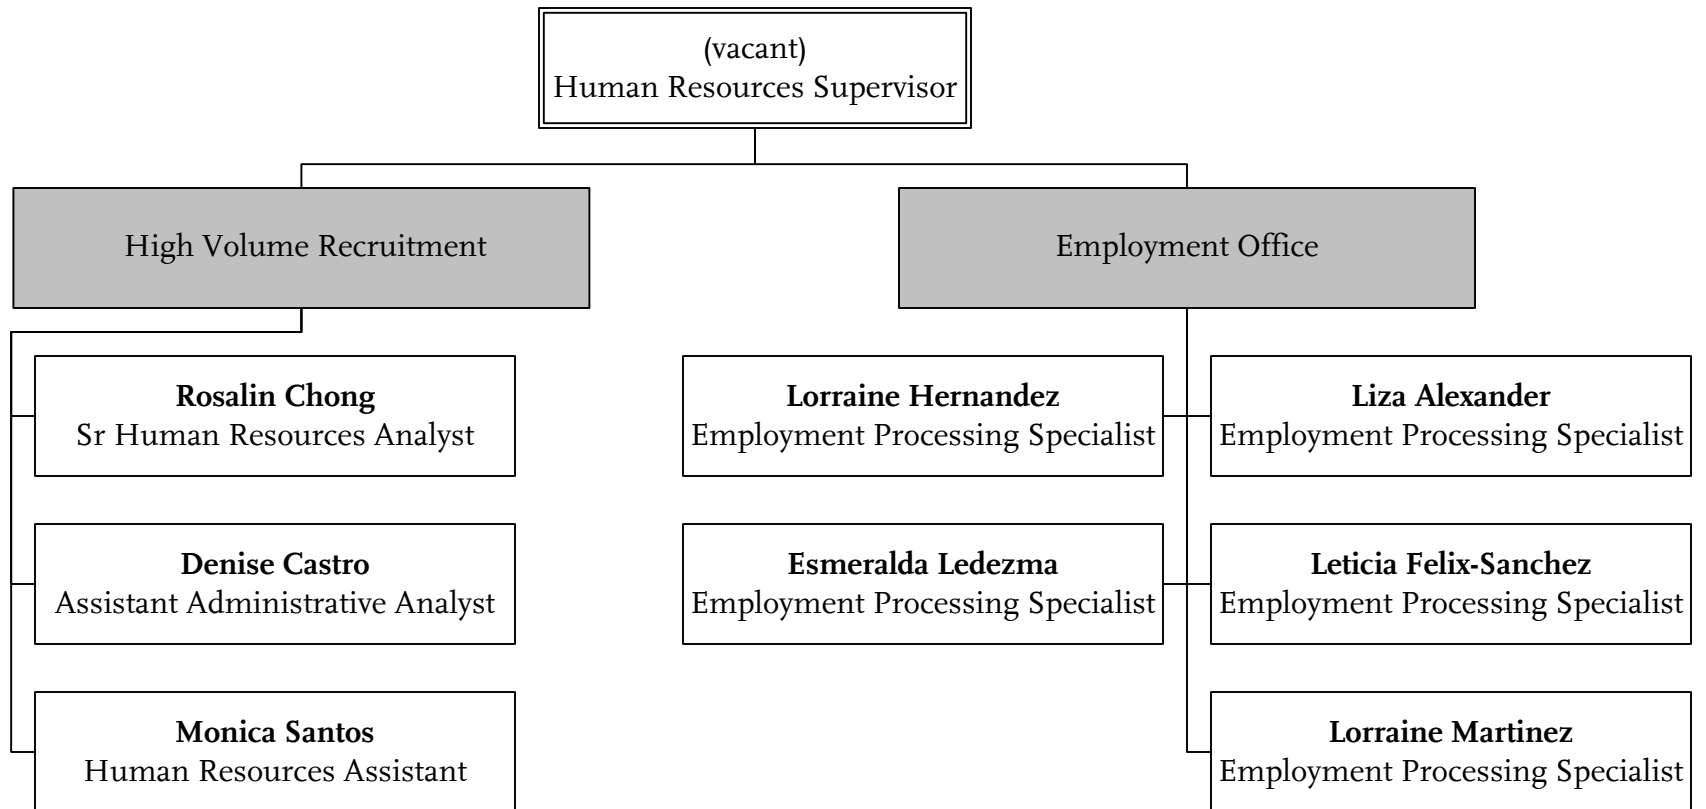 (vacant)
Human Resources Supervisor
High Volume Recruitment
Employment Office
Rosalin Chong
Sr Human Resources Analyst
Lorraine Hernandez
Employment Processing Specialist
Liza Alexander
Employment Processing Specialist
Denise Castro
Assistant Administrative Analyst
Esmeralda Ledezma
Employment Processing Specialist
Leticia Felix-Sanchez
Employment Processing Specialist
Monica Santos
Human Resources Assistant
Lorraine Martinez
Employment Processing Specialist